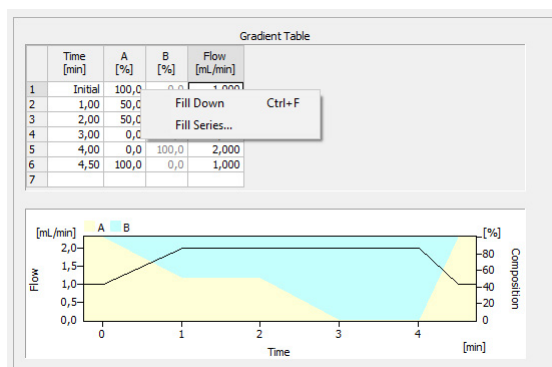 Gradient Table
Time [min] A [%] B [%] Flow [mL/min]
1 Initial 100,0 0,0 1,000
2 1,00 50,0
3 2,00 50,0
4 3,00 0,0
5 4,00 0,0 100,0 2,000
6 4,50 100,0 0,0 1,000
7
Fill Down Ctrl+F
Fill Series...
[mL/min] A B [%]
2,0
1,5
1,0
0,5
0,0
Flow
80
60
40
20
0
Composition
0 1 2 3 4 [min]
Time